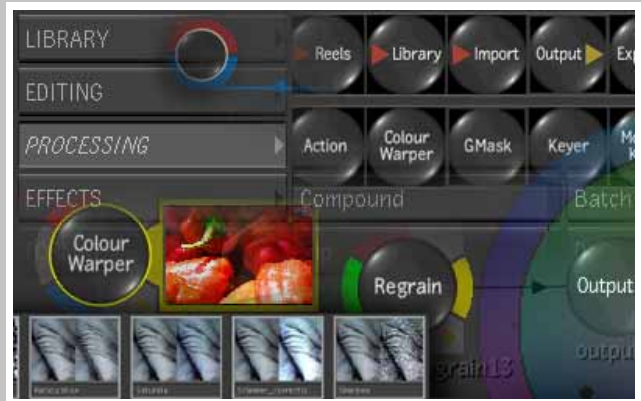 LIBRARY
Reels Library Import Output
EDITING
PROCESSING
Action Colour Warper GMask Keyer
EFFECTS
Compound Batch
Colour Warper
Regrain
Output